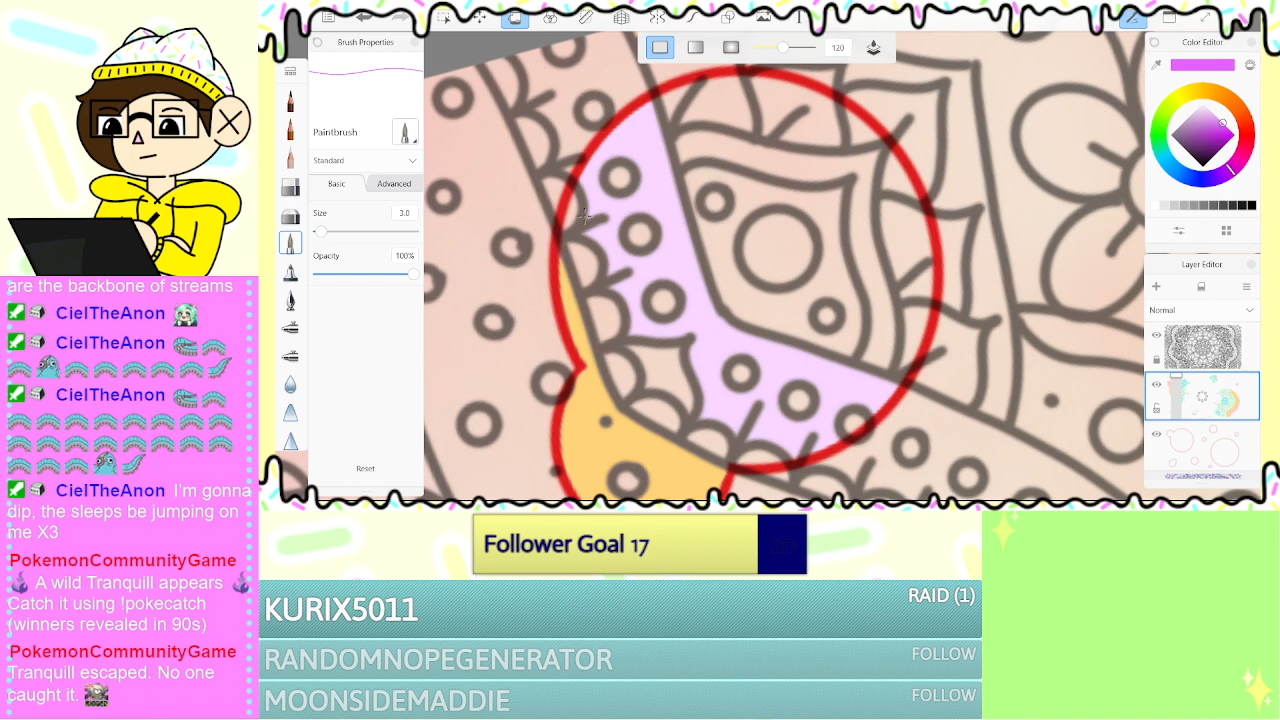 Brush Properties
120
Color Editor
Paintbrush
Standard
Basic
Advanced
Size
3.0
Opacity
100%
Reset
Layer Editor
Normal
are the backbone of streams
CielTheAnon
CielTheAnon
CielTheAnon
CielTheAnon I'm gonna
dip, the sleeps be jumping on
me X3
PokemonCommunityGame
A wild Tranquill appears
Catch it using !pokecatch
(winners revealed in 90s)
PokemonCommunityGame
Tranquill escaped. No one
caught it.
Follower Goal 17
KURIX5011
RAID (1)
RANDOMNOPEGENERATOR
FOLLOW
MOONSIDEMADDIE
FOLLOW